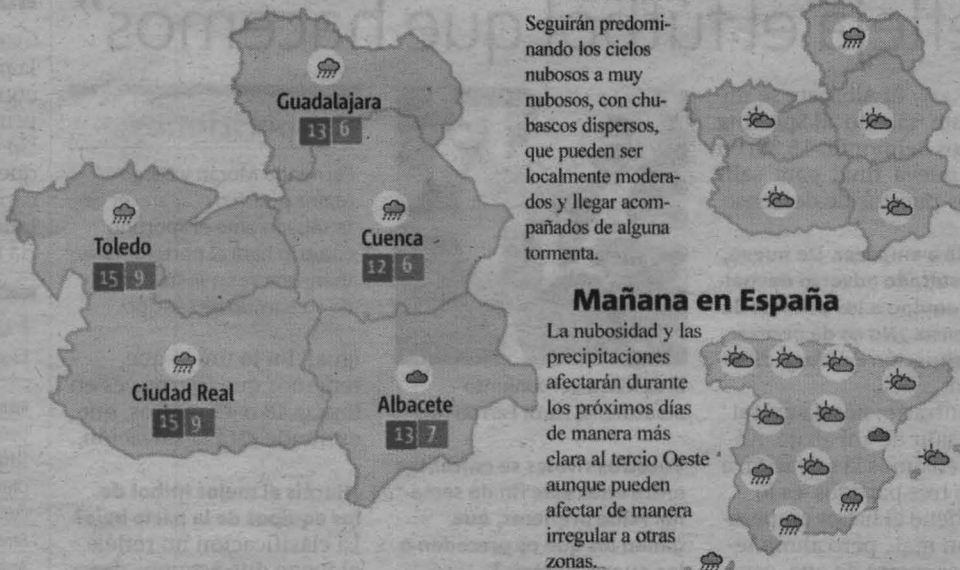 Guadalajara
13 6
Toledo
15 9
Cuenca
12 6
Ciudad Real
15 9
Albacete
13 7
Seguirán predomi-
nando los cielos
nubosos a muy
nubosos, con chu-
bascos dispersos,
que pueden ser
localmente modera-
dos y llegar acom-
pañados de alguna
tormenta.
Mañana en España
La nubosidad y las
precipitaciones
afectarán durante
los próximos días
de manera más
clara al tercio Oeste
aunque pueden
afectar de manera
irregular a otras
zonas.